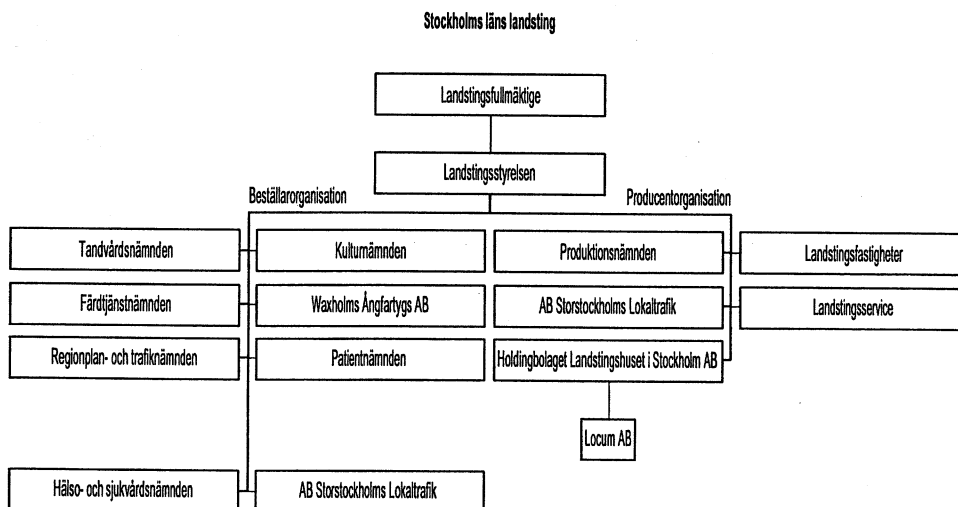 Stockholms läns landsting
Landstingsfullmäktige
Landstingsstyrelsen
Beställarorganisation
Producentorganisation
Tandvårdsnämnden
Kulturnämnden
Produktionsnämnden
Landstingsfastigheter
Färdtjänstnämnden
Waxholms Ångfartygs AB
AB Storstockholms Lokaltrafik
Landstingsservice
Regionplan- och trafiknämnden
Patientnämnden
Holdingbolaget Landstingshuset i Stockholm AB
Locum AB
Hälso- och sjukvårdsnämnden
AB Storstockholms Lokaltrafik